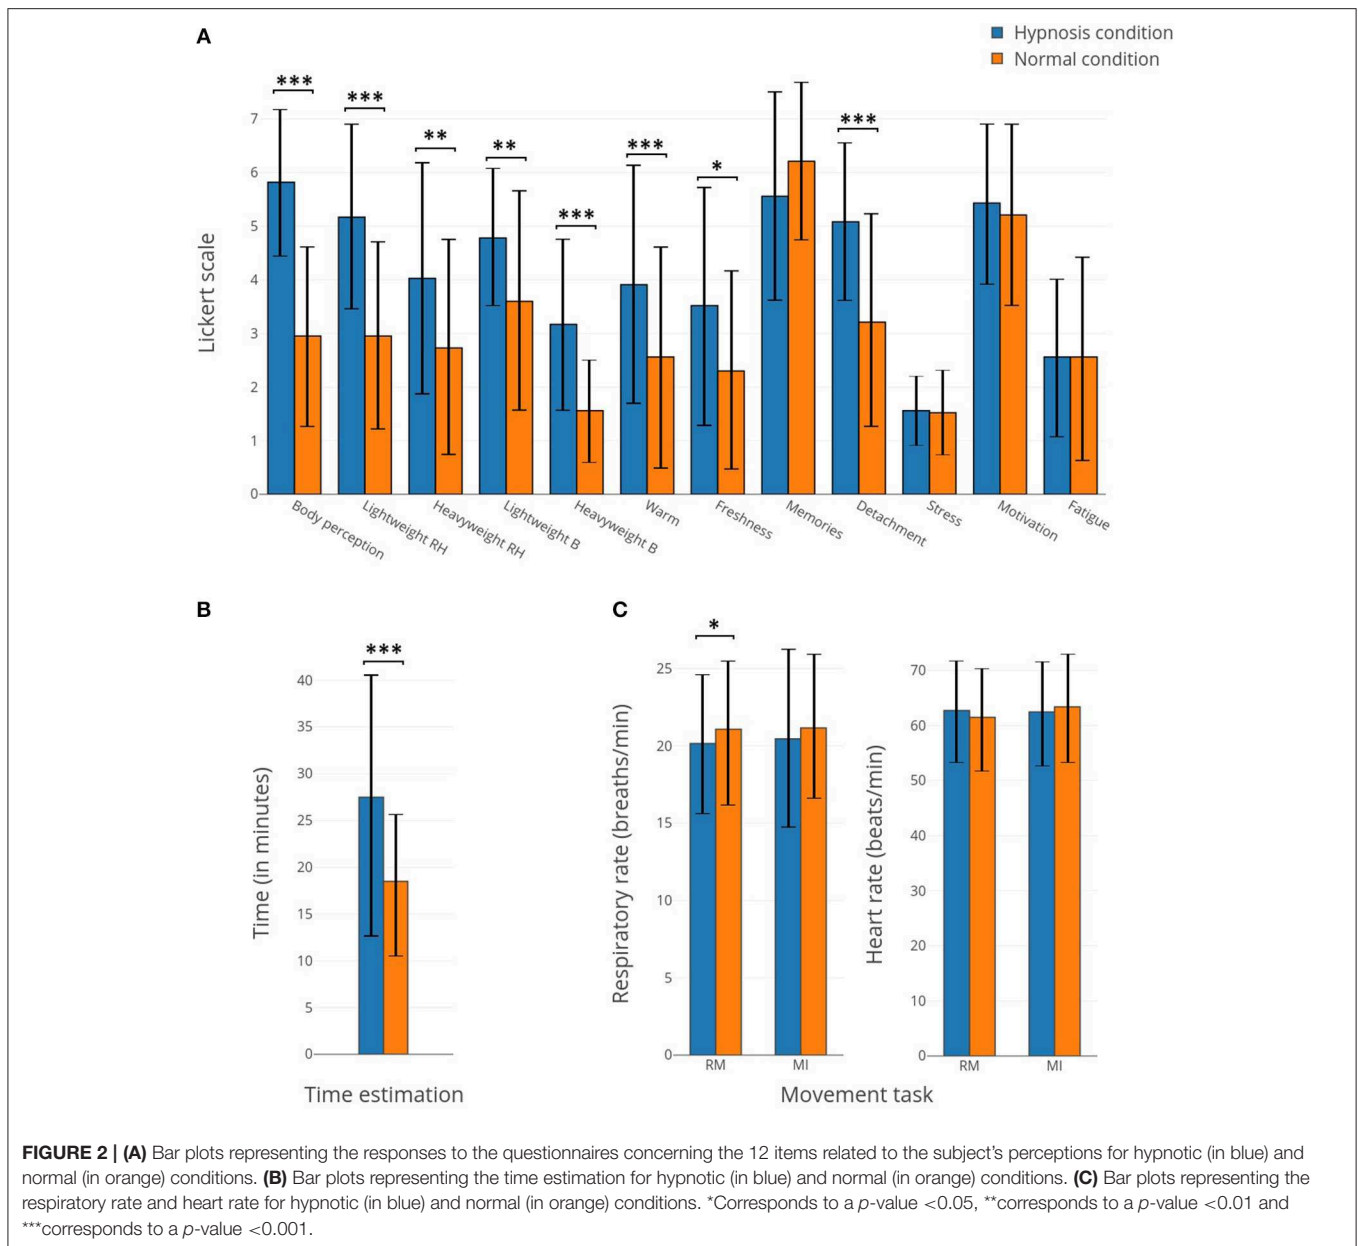 A
Hypnosis condition
Normal condition
*** *** ** ** *** *** * ***
Lickert scale
7
6
5
4
3
2
1
0
Body perception
Lightweight RH
Heavyweight RH
Lightweight B
Heavyweight B
Warm
Freshness
Memories
Detachment
Stress
Motivation
Fatigue
B
***
Time (in minutes)
40
35
30
25
20
15
10
5
0
Time estimation
C
*
Respiratory rate (breaths/min)
25
20
15
10
5
0
RM MI
Heart rate (beats/min)
70
60
50
40
30
20
10
0
RM MI
Movement task
FIGURE 2 | (A) Bar plots representing the responses to the questionnaires concerning the 12 items related to the subject's perceptions for hypnotic (in blue) and
normal (in orange) conditions. (B) Bar plots representing the time estimation for hypnotic (in blue) and normal (in orange) conditions. (C) Bar plots representing the
respiratory rate and heart rate for hypnotic (in blue) and normal (in orange) conditions. *Corresponds to a p-value <0.05, **corresponds to a p-value <0.01 and
***corresponds to a p-value <0.001.